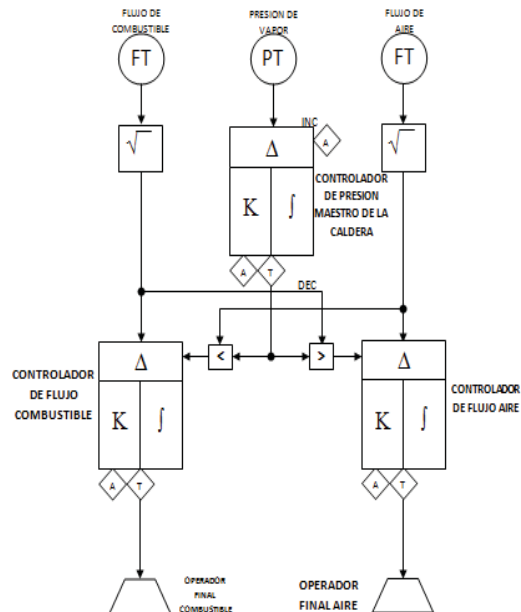 FLUJO DE
COMBUSTIBLE
PRESION DE
VAPOR
FLUJO DE
AIRE
FT
PT
FT
√
INC
√
Δ
A
K
∫
CONTROLADOR
DE PRESION
MAESTRO DE LA
CALDERA
A
T
DEC
<
>
Δ
Δ
CONTROLADOR
DE FLUJO
COMBUSTIBLE
K
∫
K
∫
CONTROLADOR
DE FLUJO AIRE
A
T
A
T
OPERADOR
FINAL
COMBUSTIBLE
OPERADOR
FINAL AIRE